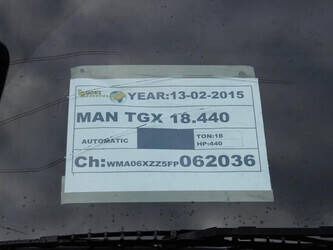 YEAR:13-02-2015
MAN TGX 18.440
AUTOMATIC
TON:18
HP:440
Ch:WMA06XZZ5FP062036